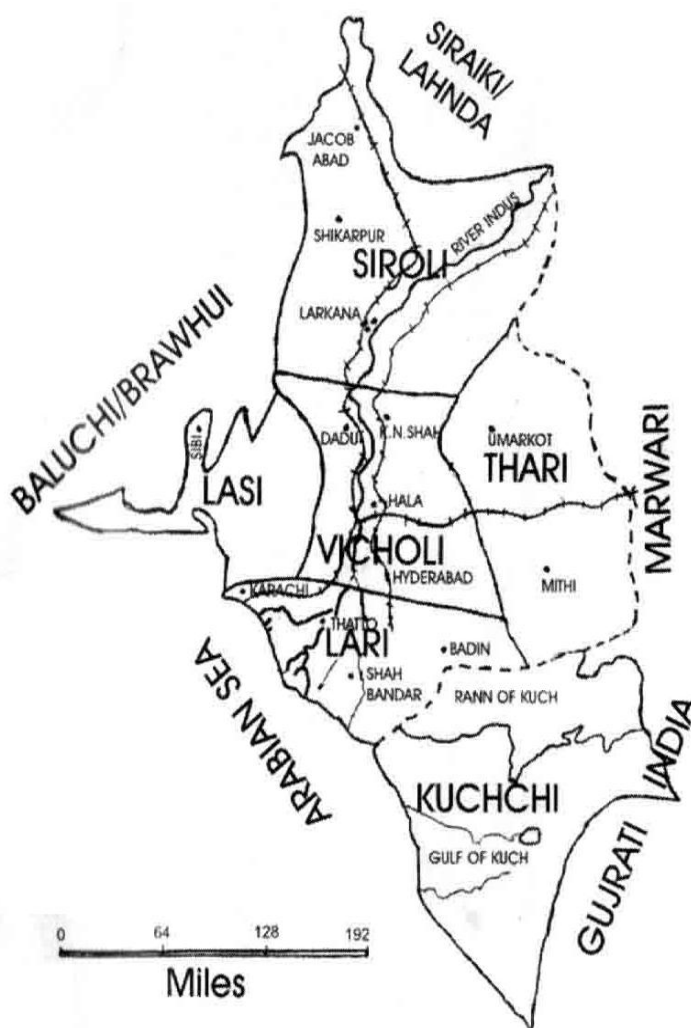 SIRAIKI/
LAHNDA
JACOB
ABAD
SHIKARPUR
RIVER INDUS
SIROLI
LARKANA
BALUCHI/BRAWHUI
SIBI
LASI
DADU
K.N. SHAH
UMARKOT
THARI
MARWARI
HALA
VICHOLI
HYDERABAD
MITHI
KARACHI
THATTO
LARI
BADIN
SHAH
BANDAR
RANN OF KUCH
ARABIAN SEA
INDIA
KUCHCHI
GULF OF KUCH
GUJRATI
0 64 128 192
Miles